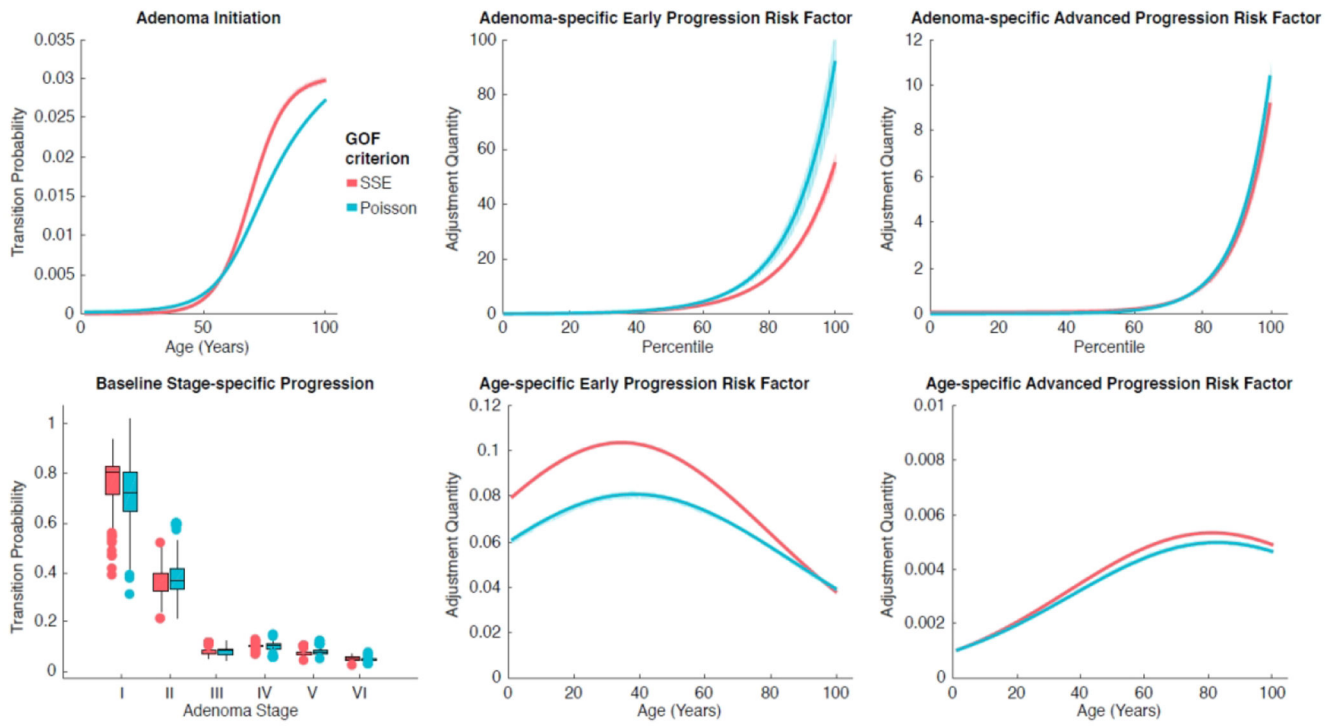 Adenoma Initiation
0.035
0.03
0.025
0.02
0.015
0.01
0.005
0
Transition Probability
0
50
100
Age (Years)
GOF
criterion
SSE
Poisson
Adenoma-specific Early Progression Risk Factor
100
80
60
40
20
0
Adjustment Quantity
0
20
40
60
80
100
Percentile
Adenoma-specific Advanced Progression Risk Factor
12
10
8
6
4
2
0
Adjustment Quantity
0
20
40
60
80
100
Percentile
Baseline Stage-specific Progression
1
0.8
0.6
0.4
0.2
0
Transition Proabibility
I
II
III
IV
V
VI
Adenoma Stage
Age-specific Early Progression Risk Factor
0.12
0.1
0.08
0.06
0.04
0.02
0
Adjustment Quantity
0
20
40
60
80
100
Age (Years)
Age-specific Advanced Progression Risk Factor
0.01
0.008
0.006
0.004
0.002
0
Adjustment Quantity
0
20
40
60
80
100
Age (Years)